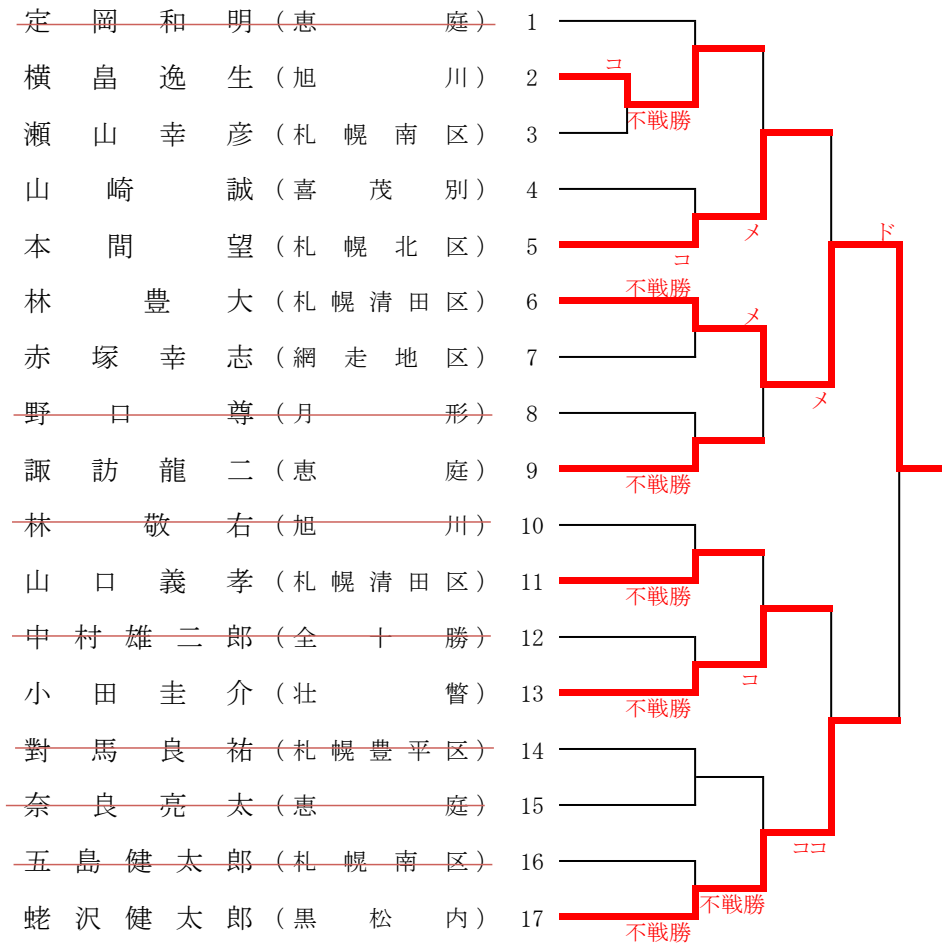 定岡和明(恵庭) 1
コ
横畠逸生(旭川) 2
不戦勝
瀬山幸彦(札幌南区) 3
山崎誠(喜茂別) 4
メ
ド
本間望(札幌北区) 5
コ
不戦勝
林豊大(札幌清田区) 6
メ
赤塚幸志(網走地区) 7
メ
野口尊(月形) 8
諏訪龍二(恵庭) 9
不戦勝
林敬右(旭川) 10
山口義孝(札幌清田区) 11
不戦勝
中村雄二郎(全十勝) 12
コ
小田圭介(壮瞥) 13
不戦勝
對馬良祐(札幌豊平区) 14
奈良亮太(恵庭) 15
ココ
五島健太郎(札幌南区) 16
不戦勝
蛯沢健太郎(黒松内) 17
不戦勝